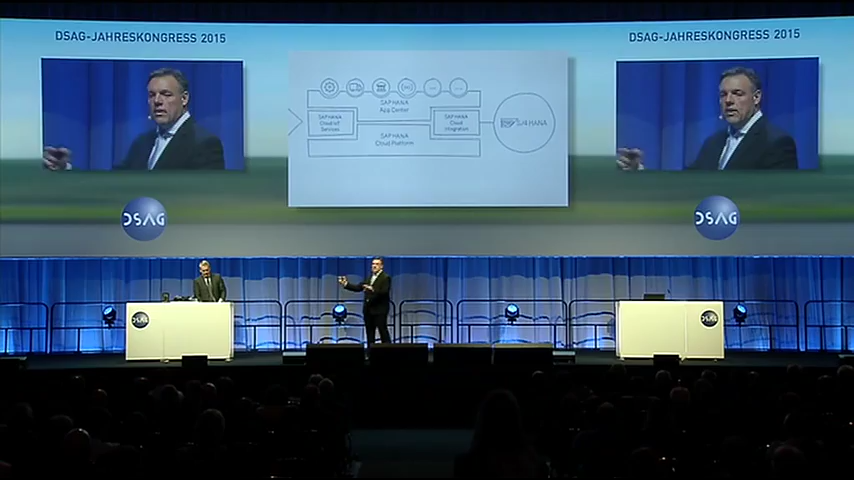 DSAG-JAHRESKONGRESS 2015
DSAG-JAHRESKONGRESS 2015
SAP HANA
App Center
SAP HANA
Cloud IoT
Services
SAP HANA
Cloud
Integration
SAP HANA
Cloud Platform
SAP S/4 HANA
DSAG
DSAG
DSAG
DSAG